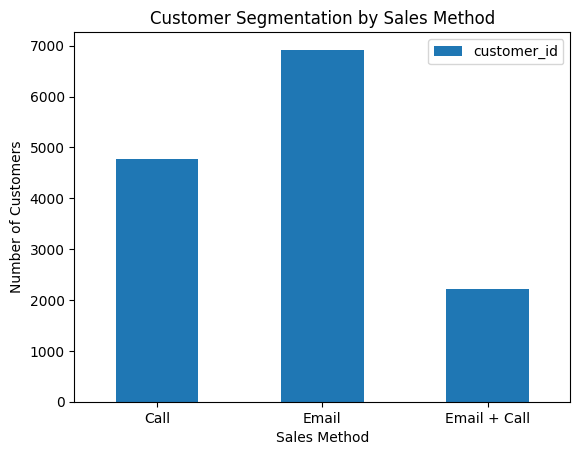 Customer Segmentation by Sales Method
customer_id
7000
6000
5000
4000
3000
2000
1000
0
Number of Customers
Call
Email
Email + Call
Sales Method